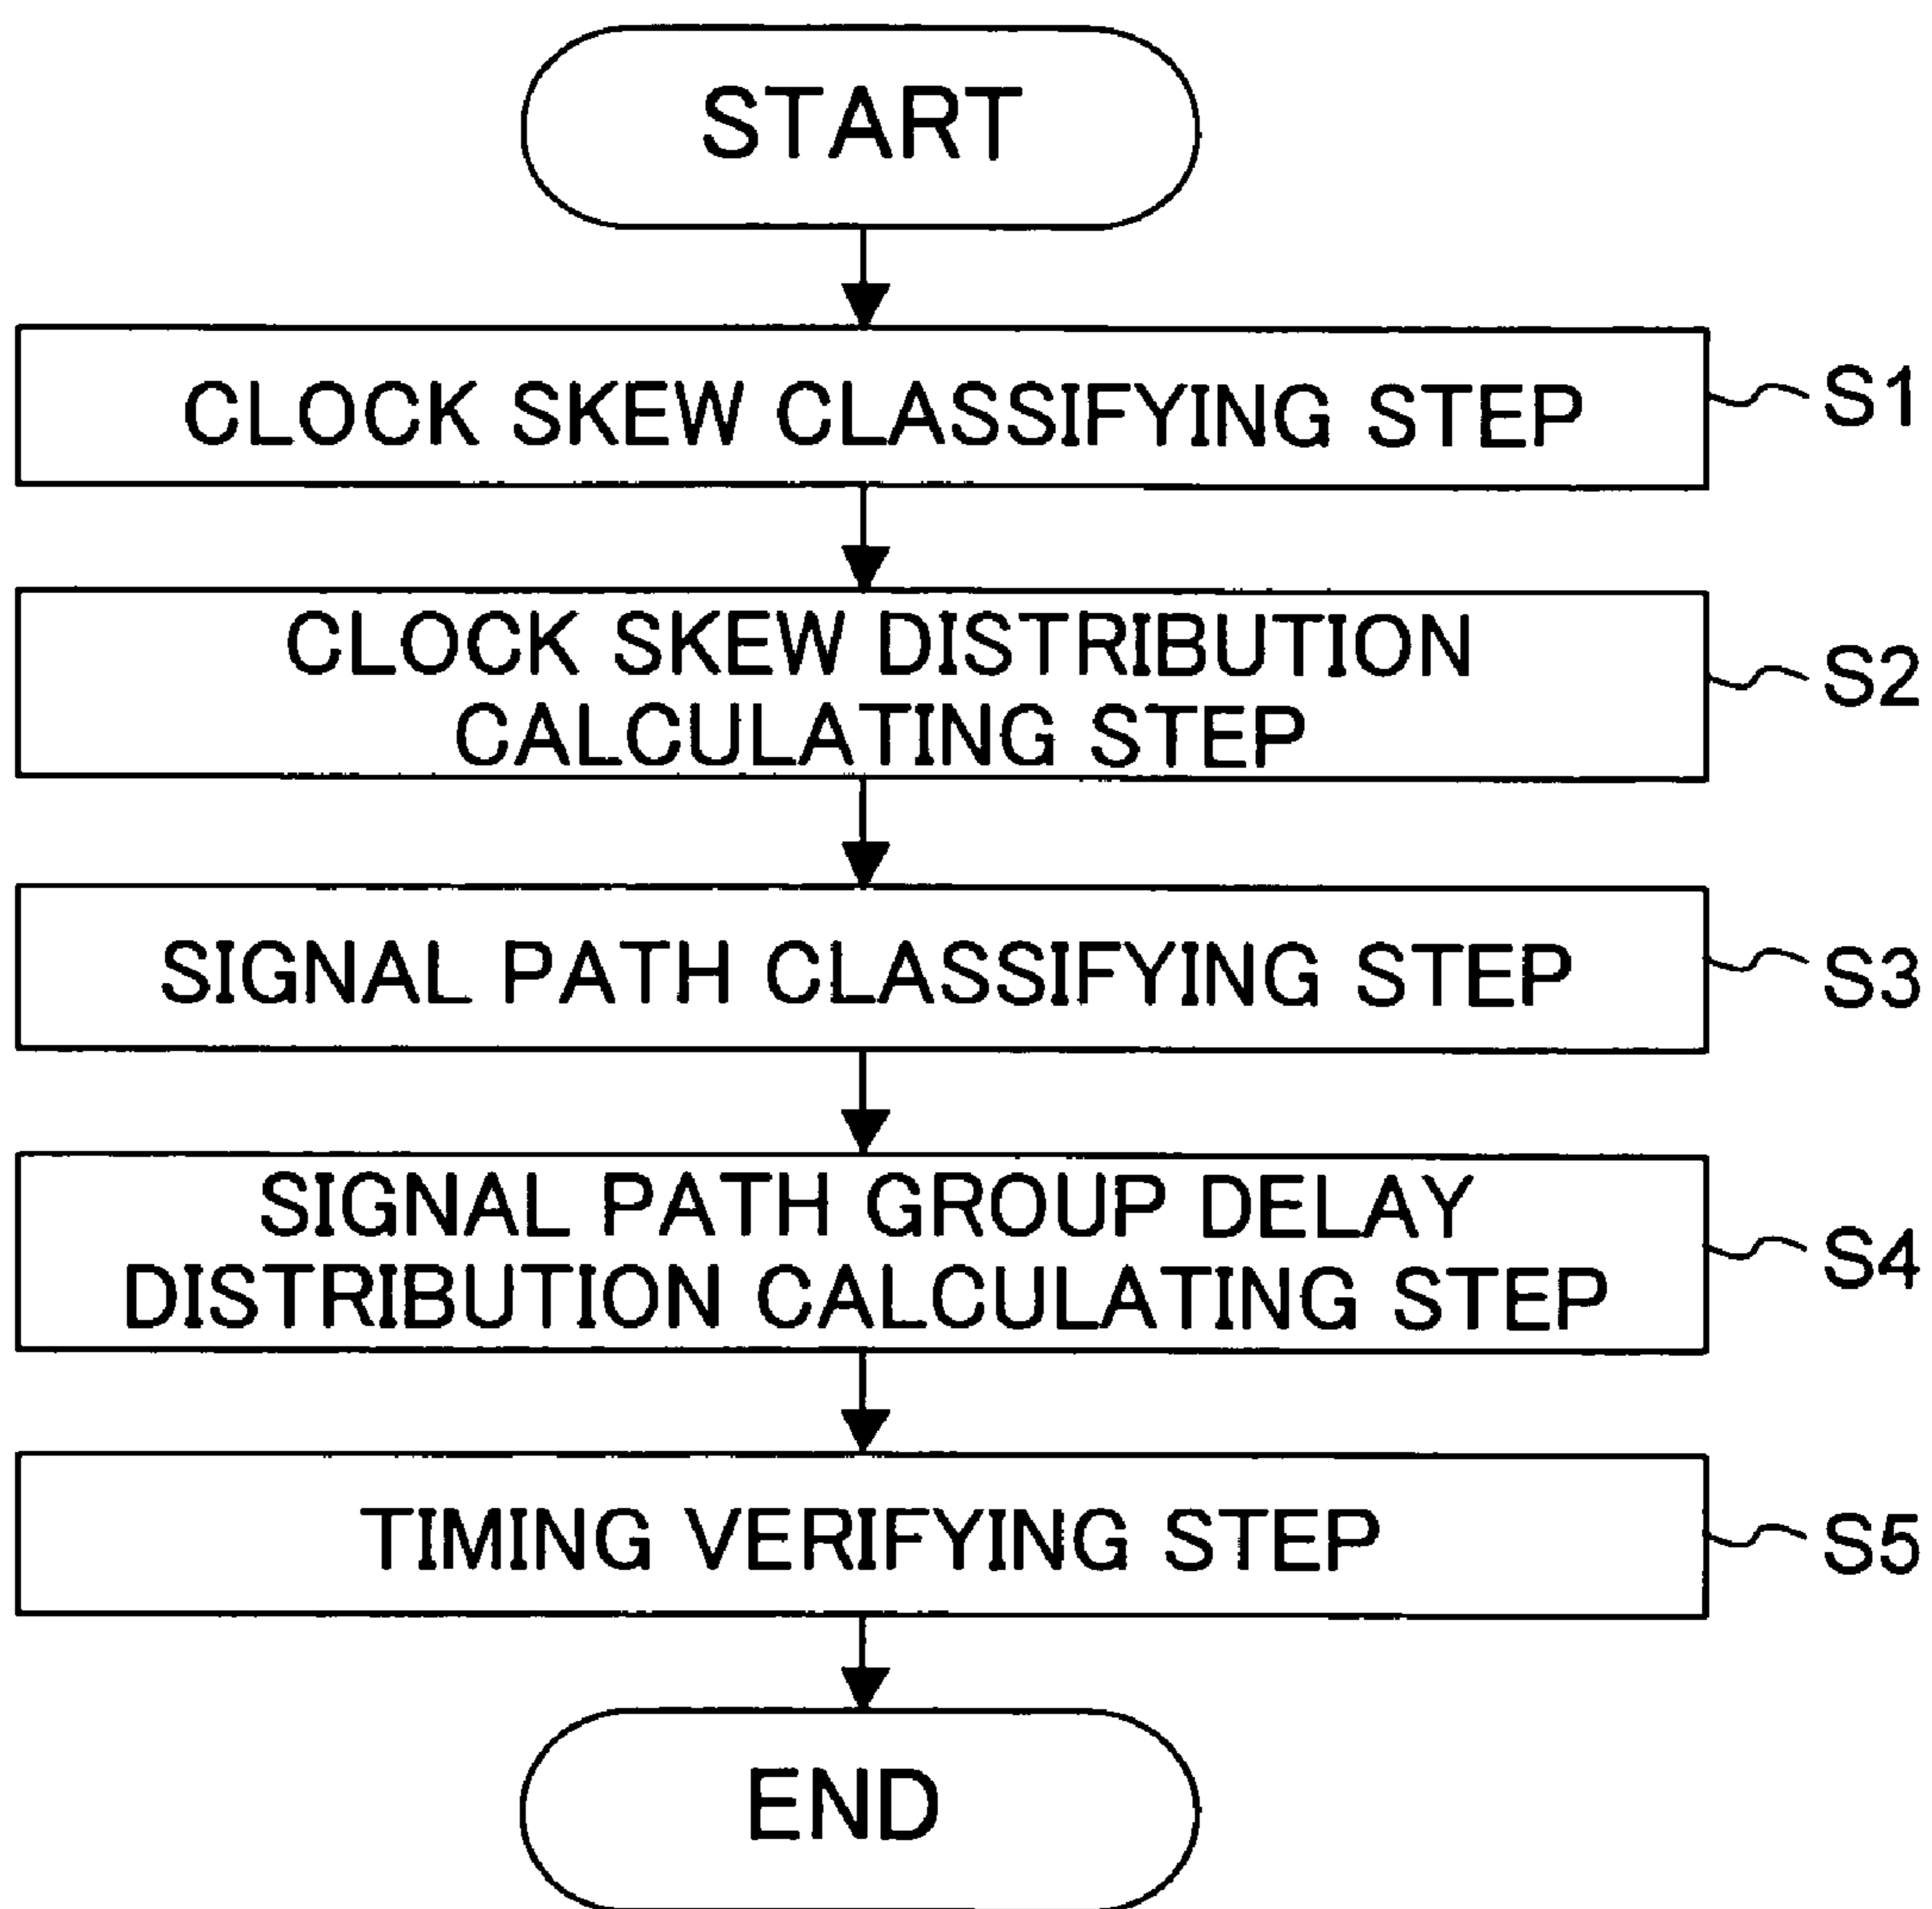 START
CLOCK SKEW CLASSIFYING STEP
S1
CLOCK SKEW DISTRIBUTION
CALCULATING STEP
S2
SIGNAL PATH CLASSIFYING STEP
S3
SIGNAL PATH GROUP DELAY
DISTRIBUTION CALCULATING STEP
S4
TIMING VERIFYING STEP
S5
END